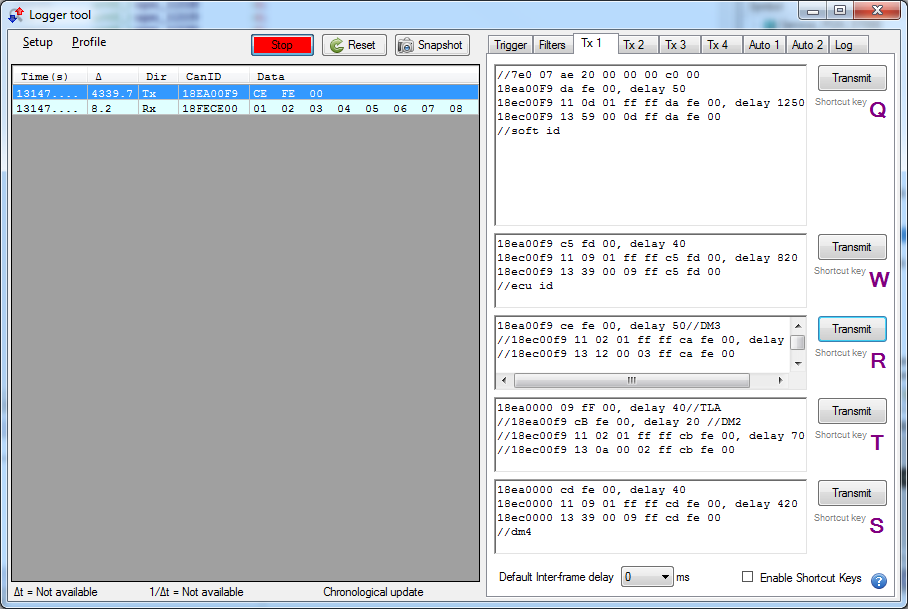 Logger tool
Setup Profile Stop Reset Snapshot
Time(s) Δ Dir CanID Data
13147.... 4339.7 Tx 18EA00F9 CE FE 00
13147.... 8.2 Rx 18FECE00 01 02 03 04 05 06 07 08
Δt = Not available 1/Δt = Not available Chronological update
Trigger Filters Tx 1 Tx 2 Tx 3 Tx 4 Auto 1 Auto 2 Log
//7e0 07 ae 20 00 00 00 c0 00
18ea00F9 da fe 00, delay 50
18ec00F9 11 0d 01 ff ff da fe 00, delay 1250
18ec00F9 13 59 00 0d ff da fe 00
//soft id
Transmit
Shortcut key Q
18ea00f9 c5 fd 00, delay 40
18ec00f9 11 09 01 ff ff c5 fd 00, delay 820
18ec00f9 13 39 00 09 ff c5 fd 00
//ecu id
Transmit
Shortcut key W
18ea00f9 ce fe 00, delay 50//DM3
//18ec00f9 11 02 01 ff ff ca fe 00, delay
//18ec00f9 13 12 00 03 ff ca fe 00
Transmit
Shortcut key R
18ea0000 09 fF 00, delay 40//TLA
//18ea00f9 cB fe 00, delay 20 //DM2
//18ec00f9 11 02 01 ff ff cb fe 00, delay 70
//18ec00f9 13 0a 00 02 ff cb fe 00
Transmit
Shortcut key T
18ea0000 cd fe 00, delay 40
18ec0000 11 09 01 ff ff cd fe 00, delay 420
18ec0000 13 39 00 09 ff cd fe 00
//dm4
Transmit
Shortcut key S
Default Inter-frame delay 0 ms Enable Shortcut Keys ?